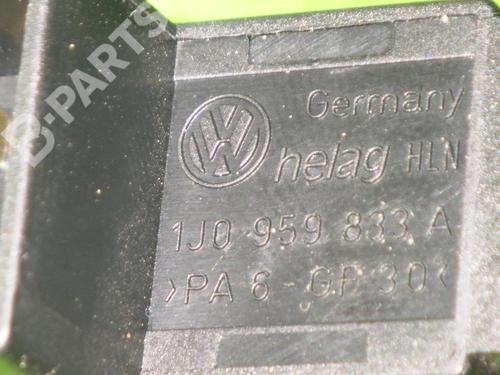 B-PARTS
Germany
helag HLN
1J0 959 833 A
>PA 6 - GF 30<